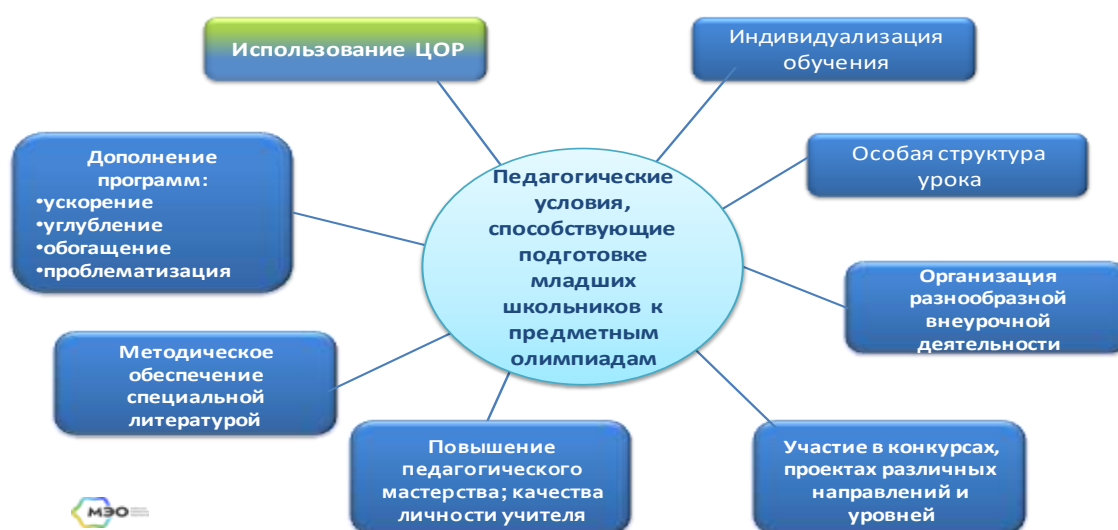 Использование ЦОР
Индивидуализация
обучения
Дополнение
программ:
•ускорение
•углубление
•обогащение
•проблематизация
Педагогические
условия,
способствующие
подготовке
младших
школьников к
предметным
олимпиадам
Особая структура
урока
Организация
разнообразной
внеурочной
деятельности
Методическое
обеспечение
специальной
литературой
Повышение
педагогического
мастерства; качества
личности учителя
Участие в конкурсах,
проектах различных
направлений и
уровней
МЭО